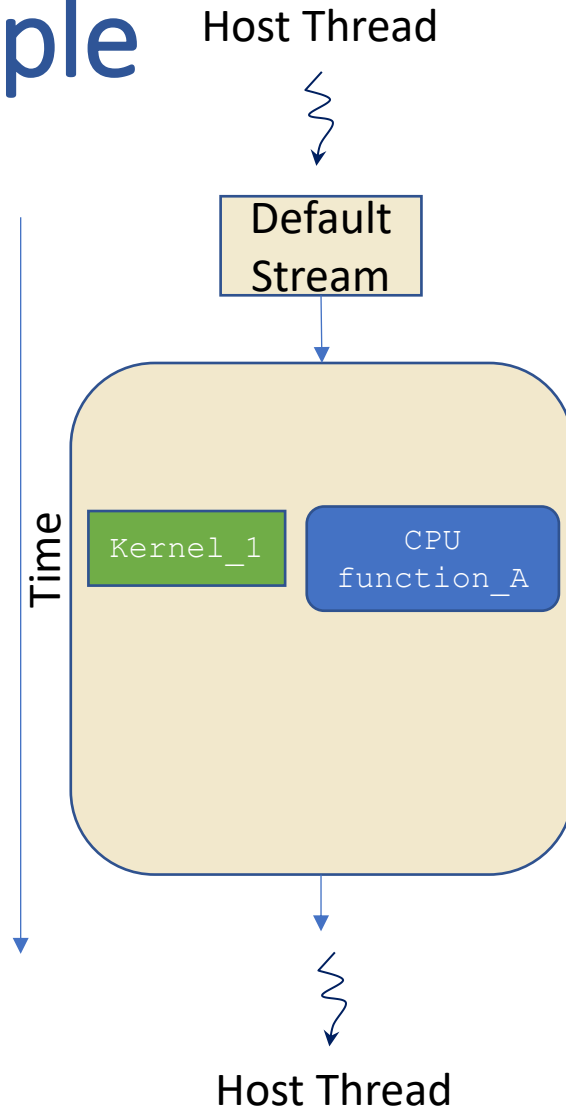 ple
Host Thread
Default
Stream
Time
Kernel_1
CPU
function_A
Host Thread